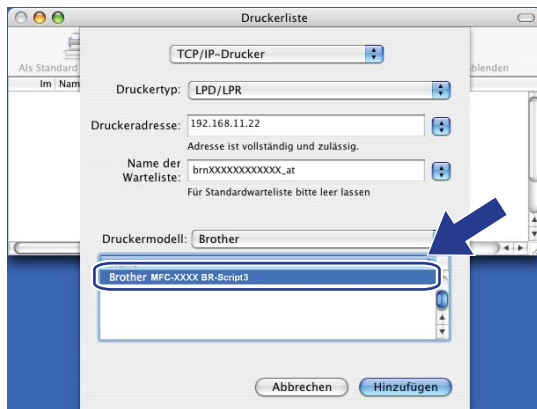 Druckerliste
TCP/IP-Drucker
Als Standard
blenden
Im Nam
Druckertyp: LPD/LPR
Druckeradresse: 192.168.11.22
Adresse ist vollständig und zulässig.
Name der Warteliste: brnXXXXXXXXXXXX_at
Für Standardwarteliste bitte leer lassen
Druckermodell: Brother
Brother MFC-XXXX BR-Script3
Abbrechen
Hinzufügen